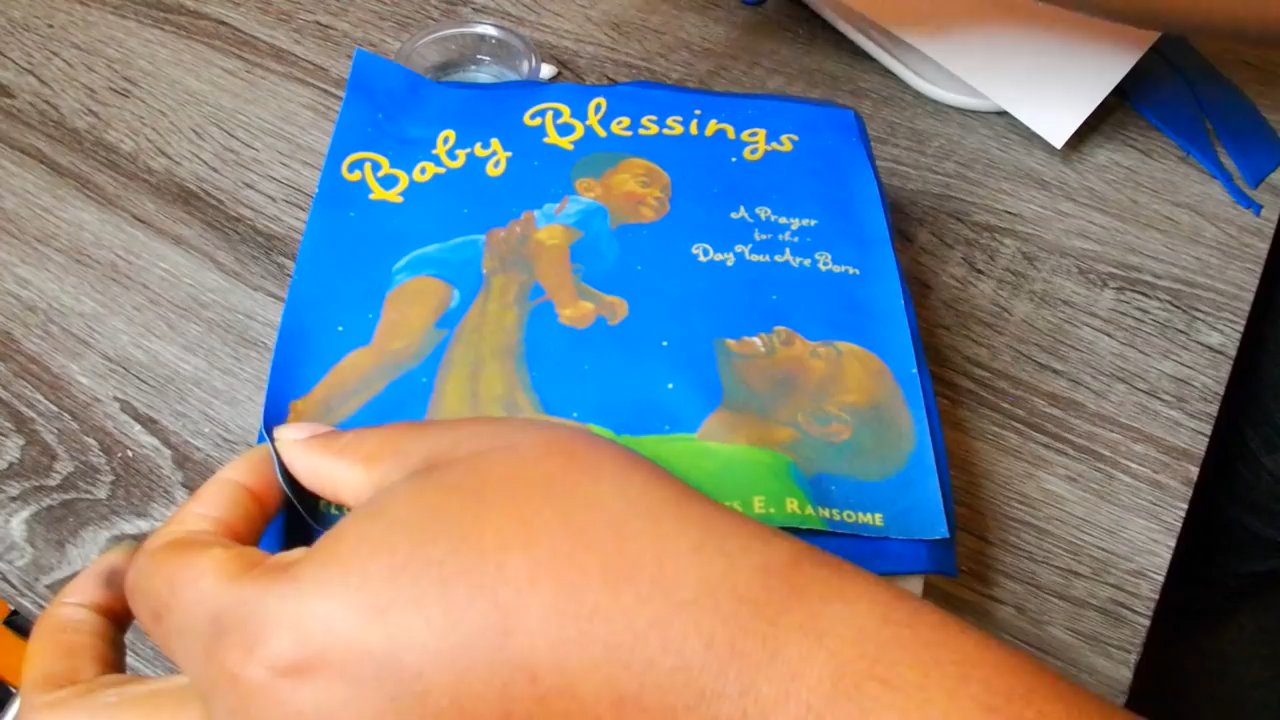 Baby Blessings
A Prayer
for the
Day You Are Born
E. RANSOME